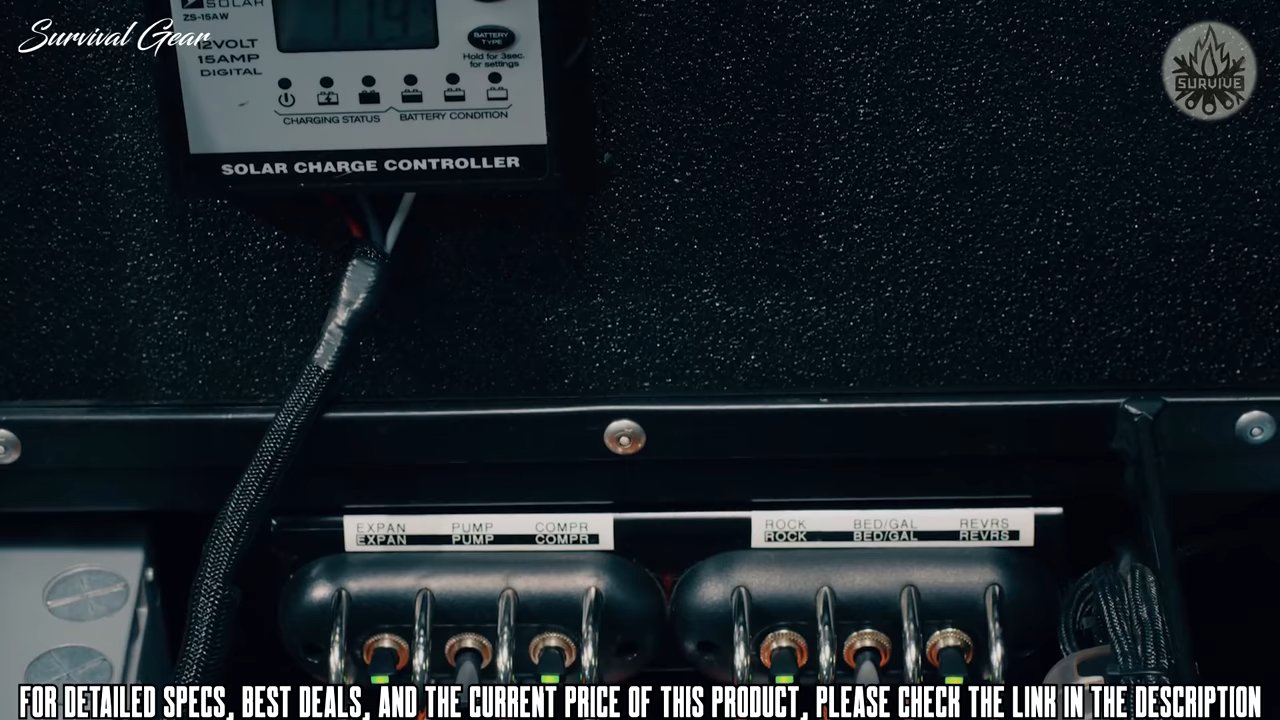 SOLAR
ZS-15AW
Survival Gear
12VOLT
15AMP
DIGITAL
BATTERY
TYPE
Hold for 3sec.
for settings
CHARGING STATUS
BATTERY CONDITION
SOLAR CHARGE CONTROLLER
SURVIVE
EXPAN PUMP COMPR
EXPAN PUMP COMPR
ROCK BED/GAL REVRS
ROCK BED/GAL REVRS
FOR DETAILED SPECS, BEST DEALS, AND THE CURRENT PRICE OF THIS PRODUCT, PLEASE CHECK THE LINK IN THE DESCRIPTION